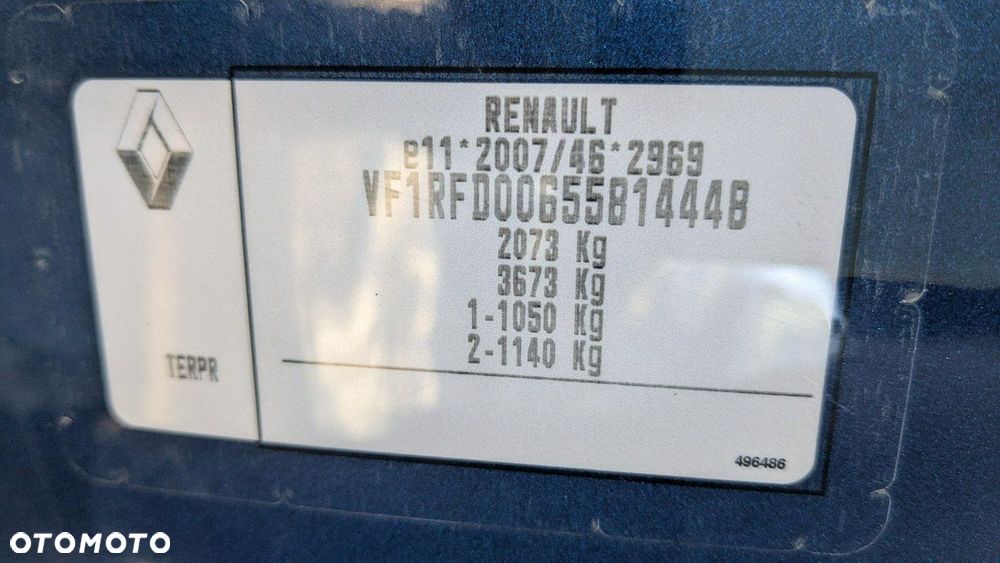 RENAULT
e11*2007/46*2969
VF1RFD00655814448
2073 Kg
3673 Kg
1-1050 Kg
2-1140 Kg
TERPR
496486
OTOMOTO